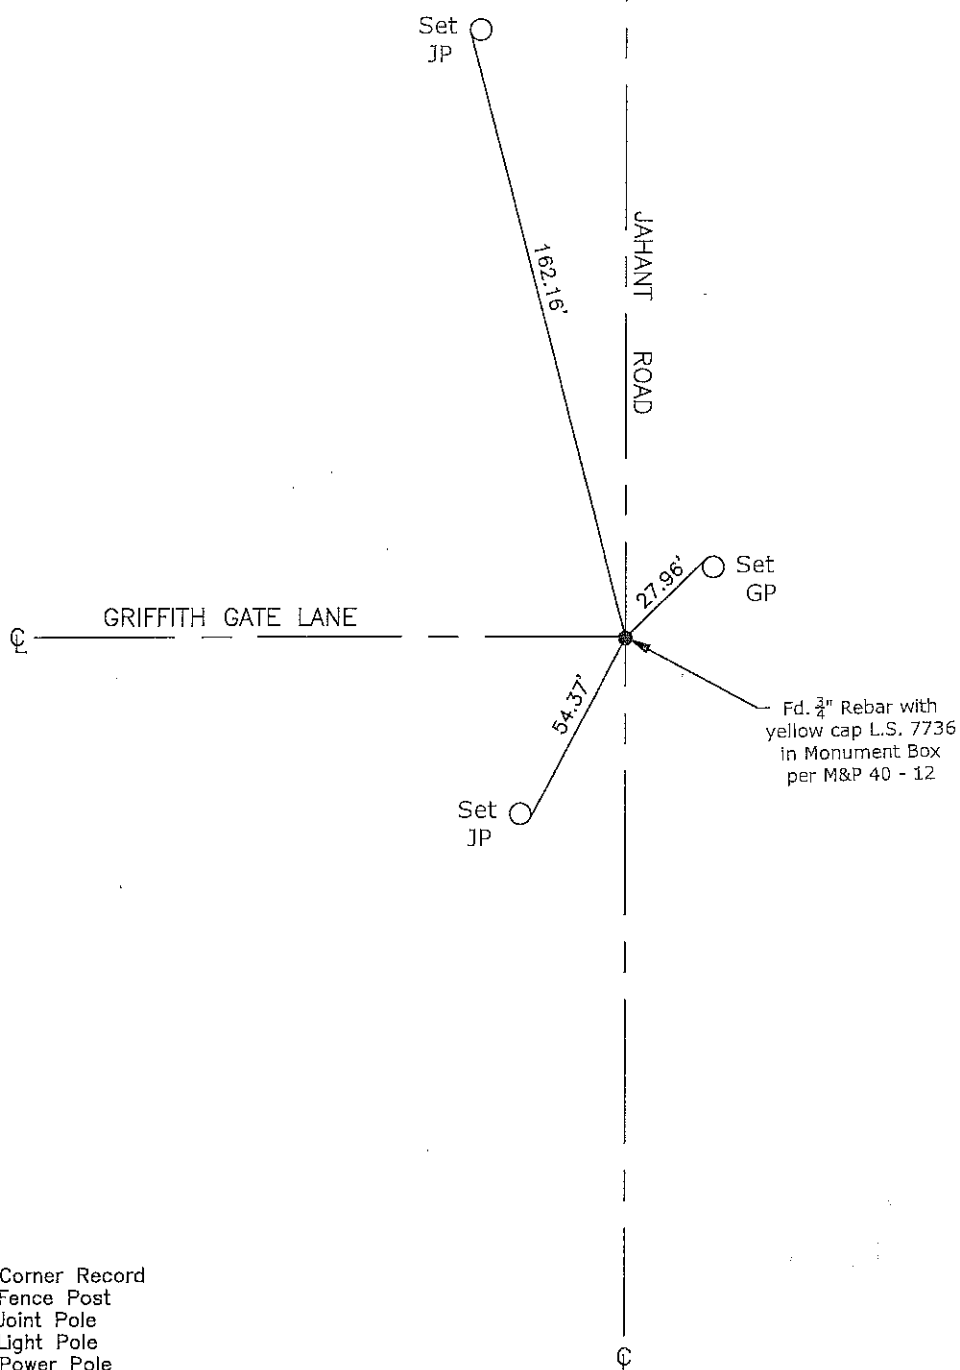 Set
JP
162.16'
JAHANT ROAD
27.96'
Set
GP
℄
GRIFFITH GATE LANE
54.37'
Fd. ¾" Rebar with
yellow cap L.S. 7736
in Monument Box
per M&P 40 - 12
Set
JP
Corner Record
Fence Post
Joint Pole
Light Pole
Power Pole
℄